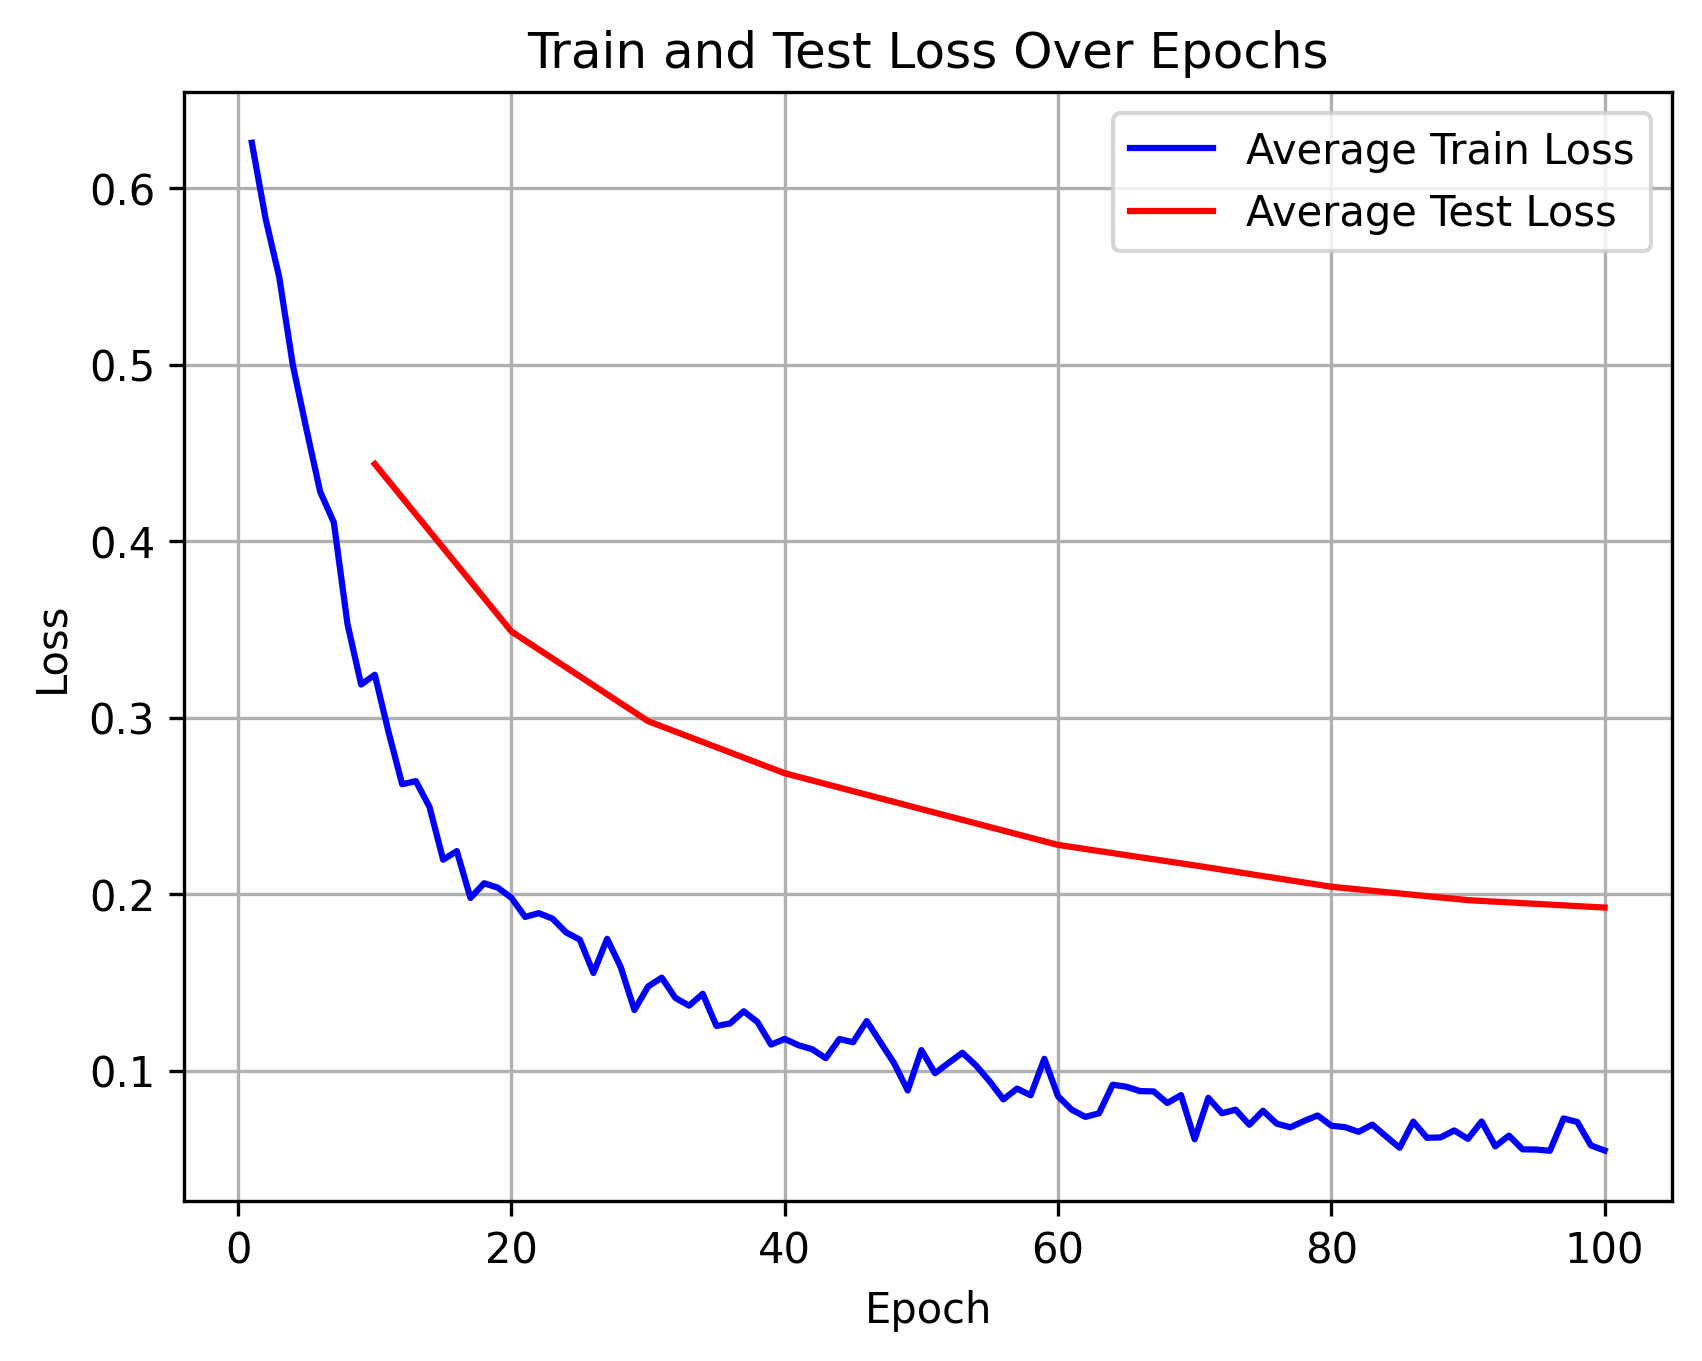 Train and Test Loss Over Epochs
Average Train Loss
Average Test Loss
0.6
0.5
0.4
0.3
0.2
0.1
Loss
0 20 40 60 80 100
Epoch